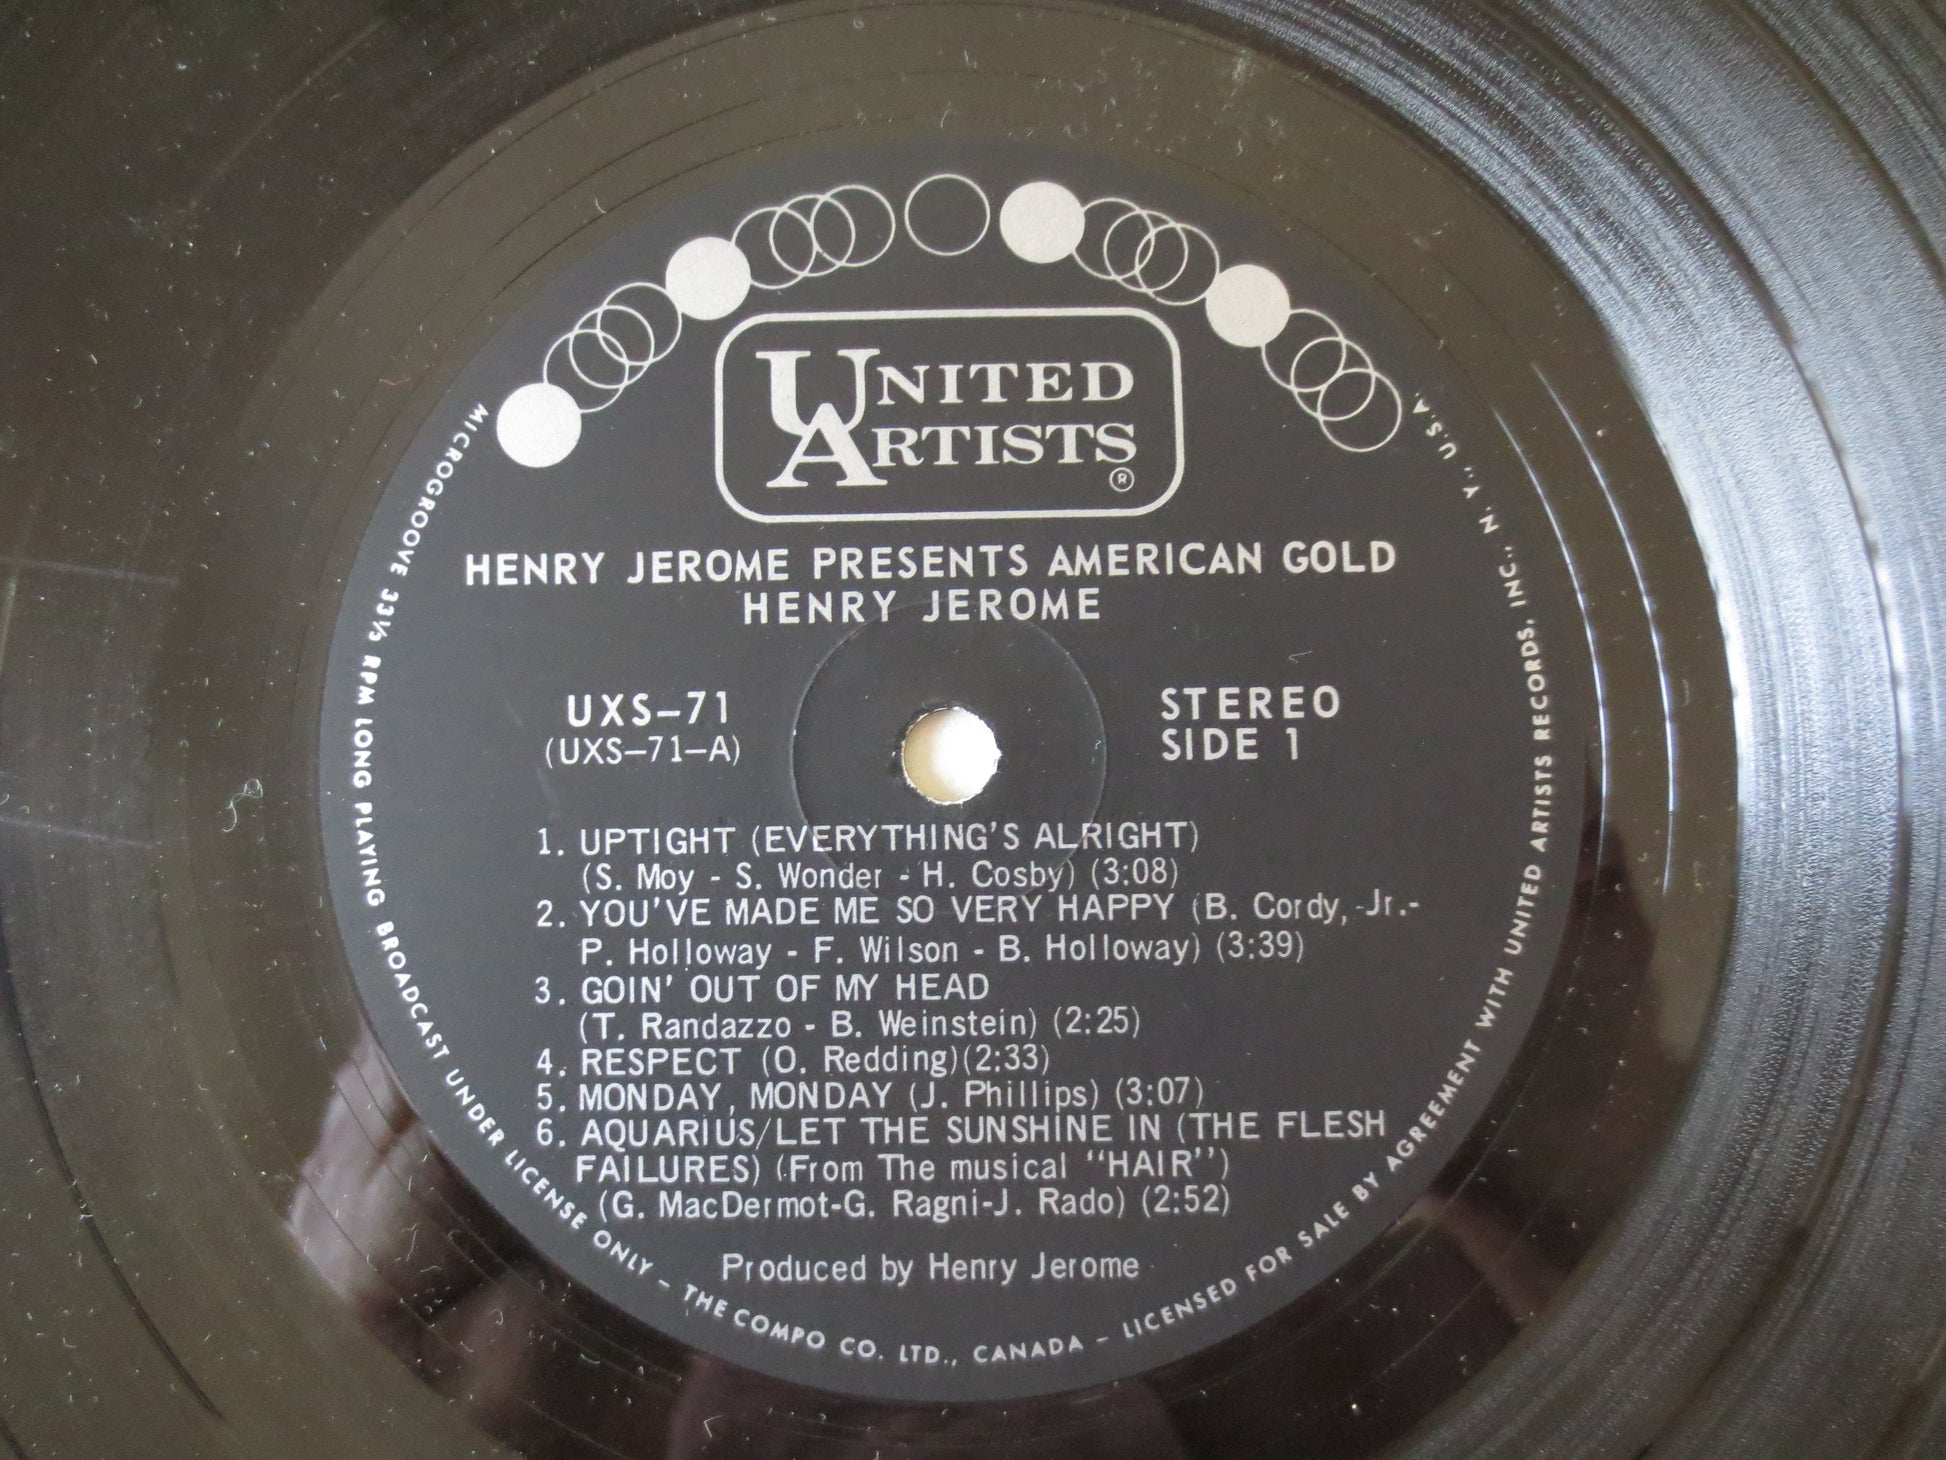 UNITED
ARTISTS
®
HENRY JEROME PRESENTS AMERICAN GOLD
HENRY JEROME
UXS–71
(UXS–71–A)
STEREO
SIDE 1
1. UPTIGHT (EVERYTHING'S ALRIGHT)
(S. Moy - S. Wonder - H. Cosby) (3:08)
2. YOU'VE MADE ME SO VERY HAPPY (B. Cordy, Jr.-
P. Holloway - F. Wilson - B. Holloway) (3:39)
3. GOIN' OUT OF MY HEAD
(T. Randazzo - B. Weinstein) (2:25)
4. RESPECT (O. Redding)(2:33)
5. MONDAY, MONDAY (J. Phillips) (3:07)
6. AQUARIUS/LET THE SUNSHINE IN (THE FLESH
FAILURES) (From The musical "HAIR")
(G. MacDermot-G. Ragni-J. Rado) (2:52)
Produced by Henry Jerome
MICROGROOVE 33⅓ RPM LONG PLAYING BROADCAST UNDER LICENSE ONLY – THE COMPO CO. LTD., CANADA – LICENSED FOR SALE BY AGREEMENT WITH UNITED ARTISTS RECORDS, INC., N. Y., U.S.A.